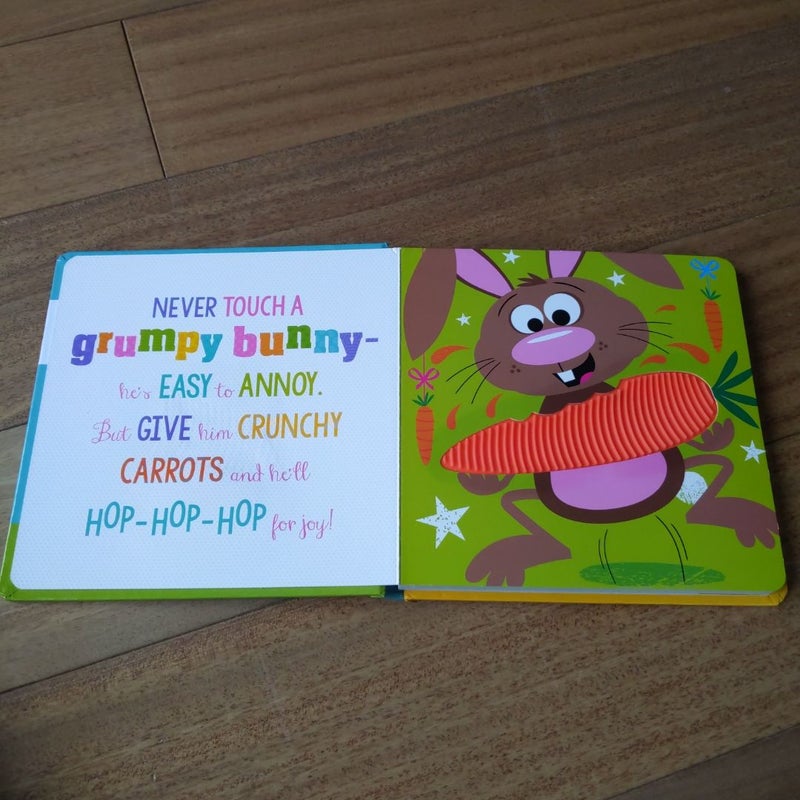 NEVER TOUCH A
grumpy bunny-
he's EASY to ANNOY.
But GIVE him CRUNCHY
CARROTS and he'll
HOP-HOP-HOP for joy!